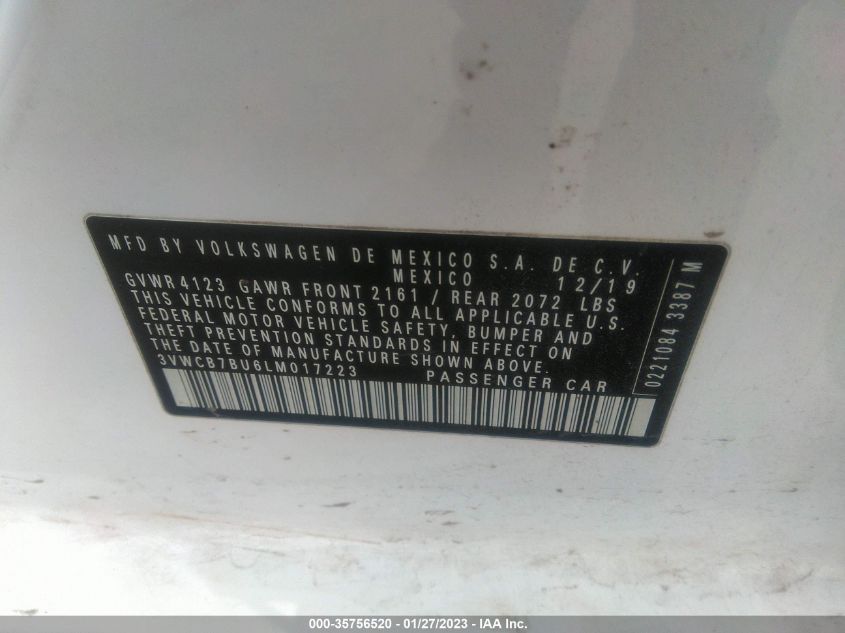 MFD BY VOLKSWAGEN DE MEXICO S.A. DE C.V.
MEXICO 12/19
GVWR 4123 GAWR FRONT 2161 / REAR 2072 LBS
THIS VEHICLE CONFORMS TO ALL APPLICABLE U.S.
FEDERAL MOTOR VEHICLE SAFETY, BUMPER AND
THEFT PREVENTION STANDARDS IN EFFECT ON
THE DATE OF MANUFACTURE SHOWN ABOVE.
3VWCB7BU6LM017223 PASSENGER CAR
0221084 3387 M
000-35756520 / 01/27/2023 - IAA Inc.